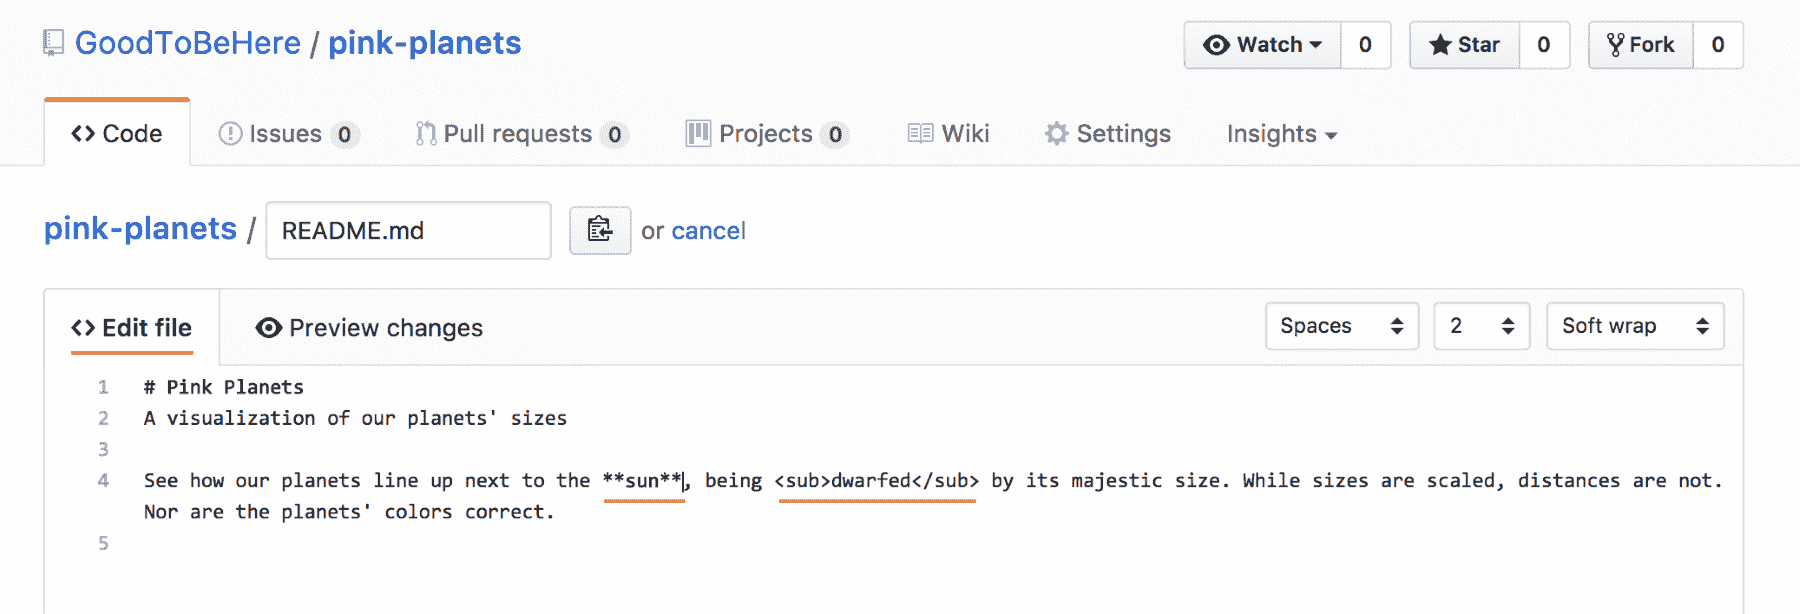 GoodToBeHere / pink-planets
Watch 0 Star 0 Fork 0
Code Issues 0 Pull requests 0 Projects 0 Wiki Settings Insights
pink-planets / README.md or cancel
<> Edit file Preview changes Spaces 2 Soft wrap
1 # Pink Planets
2 A visualization of our planets' sizes
3
4 See how our planets line up next to the **sun**, being <sub>dwarfed</sub> by its majestic size. While sizes are scaled, distances are not.
Nor are the planets' colors correct.
5